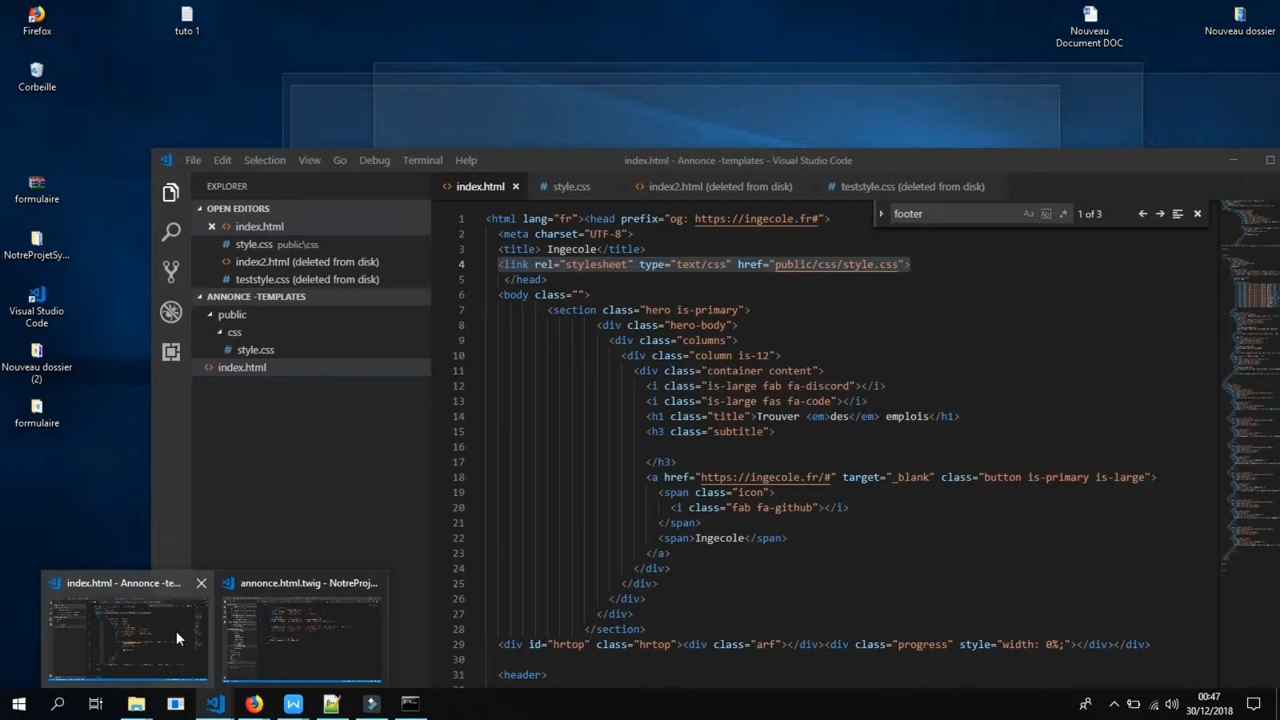 Firefox
tuto 1
Nouveau
Document DOC
Nouveau dossier
Corbeille
formulaire
NotreProjetSy...
Visual Studio
Code
Nouveau dossier
(2)
formulaire
File Edit Selection View Go Debug Terminal Help
index.html - Annonce -templates - Visual Studio Code
EXPLORER
OPEN EDITORS
index.html
style.css public\css
index2.html (deleted from disk)
teststyle.css (deleted from disk)
ANNONCE -TEMPLATES
public
css
style.css
index.html
index.html
style.css
index2.html (deleted from disk)
teststyle.css (deleted from disk)
footer
Aa
1 of 3
1 <html lang="fr"><head prefix="og: https://ingecole.fr#">
2 <meta charset="UTF-8">
3 <title> Ingecole</title>
4 <link rel="stylesheet" type="text/css" href="public/css/style.css">
5 </head>
6 <body class="">
7 <section class="hero is-primary">
8 <div class="hero-body">
9 <div class="columns">
10 <div class="column is-12">
11 <div class="container content">
12 <i class="is-large fab fa-discord"></i>
13 <i class="is-large fas fa-code"></i>
14 <h1 class="title">Trouver <em>des</em> emplois</h1>
15 <h3 class="subtitle">
16
17 </h3>
18 <a href="https://ingecole.fr/#" target="_blank" class="button is-primary is-large">
19 <span class="icon">
20 <i class="fab fa-github"></i>
21 </span>
22 <span>Ingecole</span>
23 </a>
24 </div>
25 </div>
26 </div>
27 </div>
28 </section>
29 <div id="hrtop" class="hrtop"><div class="arf"></div><div class="progress" style="width: 0%;"></div></div>
30
31 <header>
index.html - Annonce -te...
annonce.html.twig - NotreProj...
00:47
30/12/2018